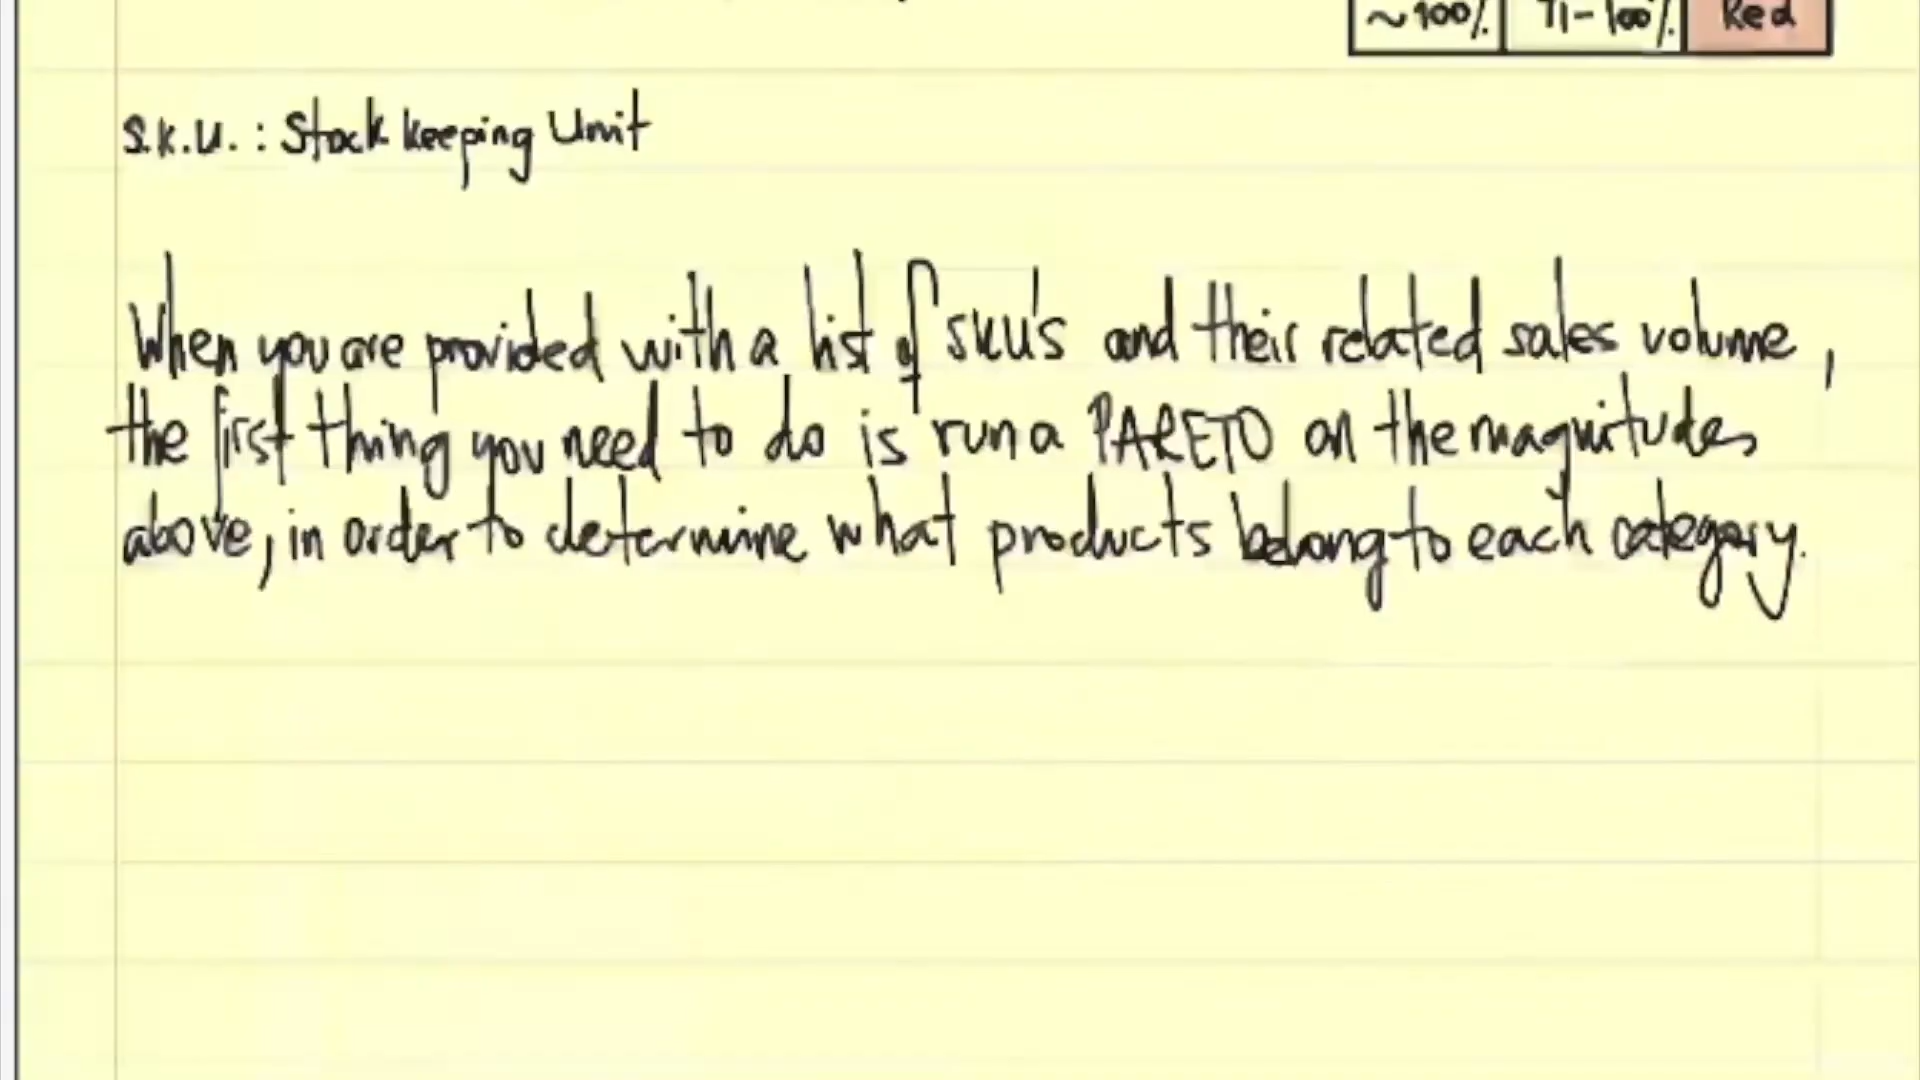 ~100% 71-100% Red
S.K.U. : Stock keeping Unit
When you are provided with a list of SKU's and their related sales volume,
the first thing you need to do is run a PARETO on the magnitudes
above, in order to determine what products belong to each category.